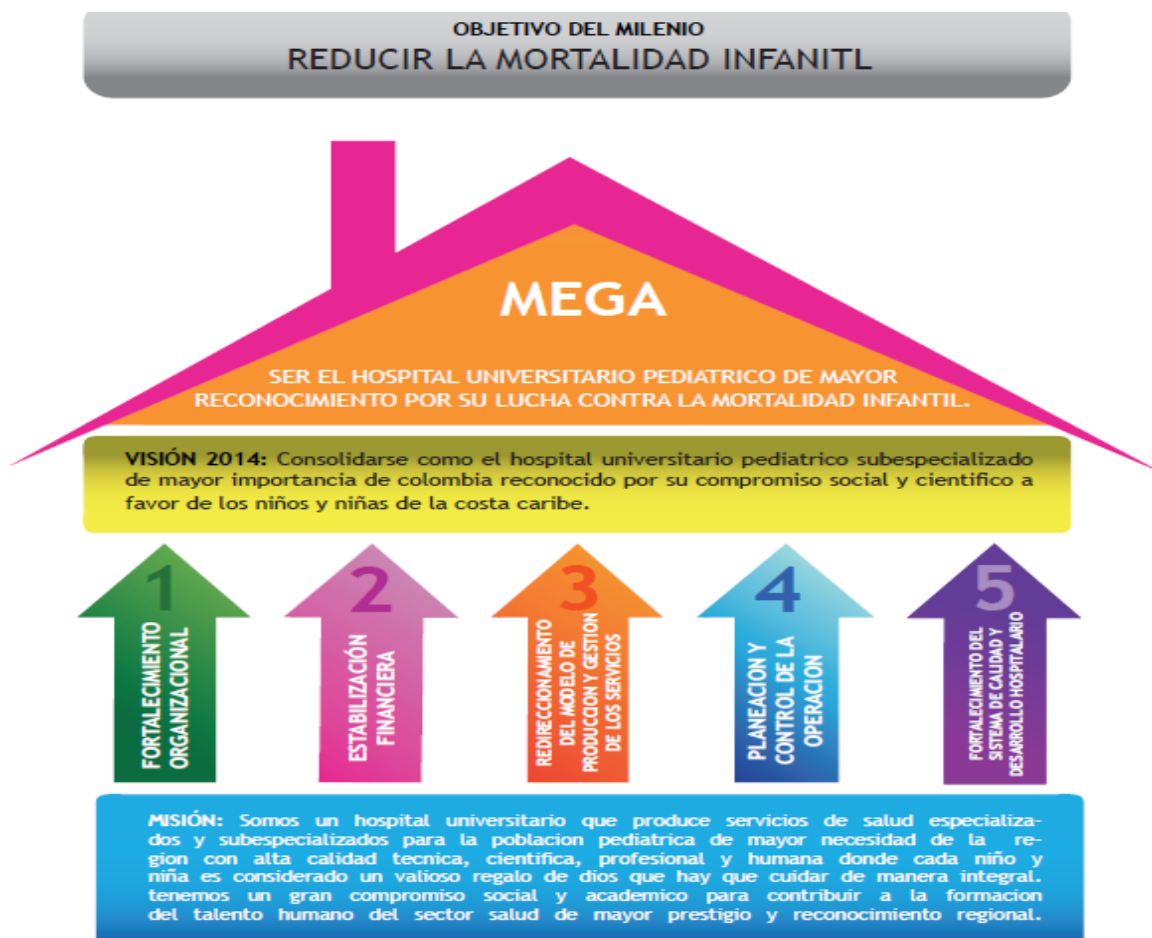 OBJETIVO DEL MILENIO
REDUCIR LA MORTALIDAD INFANITL
MEGA
SER EL HOSPITAL UNIVERSITARIO PEDIATRICO DE MAYOR
RECONOCIMIENTO POR SU LUCHA CONTRA LA MORTALIDAD INFANTIL.
VISIÓN 2014: Consolidarse como el hospital universitario pediatrico subespecializado
de mayor importancia de colombia reconocido por su compromiso social y cientifico a
favor de los niños y niñas de la costa caribe.
1
FORTALECIMIENTO
ORGANIZACIONAL
2
ESTABILIZACIÓN
FINANCIERA
3
REDIRECCIONAMIENTO
DEL MODELO DE
PRODUCCION Y GESTION
DE LOS SERVICIOS
4
PLANEACION Y
CONTROL DE LA
OPERACION
5
FORTALECIMIENTO DEL
SISTEMA DE CALIDAD Y
DESARROLLO HOSPITALARIO
MISIÓN: Somos un hospital universitario que produce servicios de salud especializa-
dos y subespecializados para la poblacion pediatrica de mayor necesidad de la re-
gion con alta calidad tecnica, cientifica, profesional y humana donde cada niño y
niña es considerado un valioso regalo de dios que hay que cuidar de manera integral.
tenemos un gran compromiso social y academico para contribuir a la formacion
del talento humano del sector salud de mayor prestigio y reconocimiento regional.